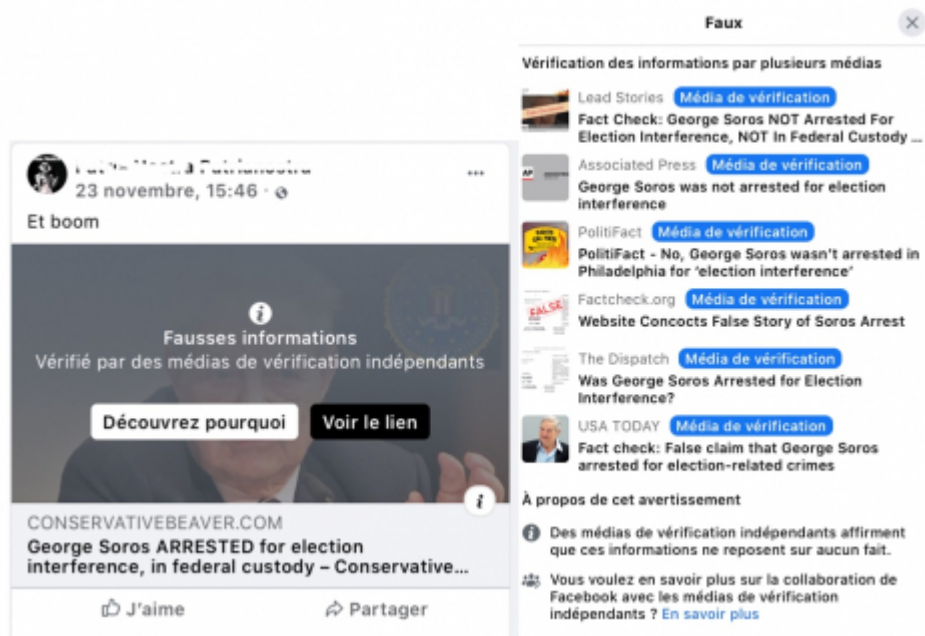 23 novembre, 15:46 ·
Et boom
Fausses informations
Vérifié par des médias de vérification indépendants
Découvrez pourquoi
Voir le lien
CONSERVATIVEBEAVER.COM
George Soros ARRESTED for election
interference, in federal custody – Conservative...
J'aime
Partager
Faux
Vérification des informations par plusieurs médias
Lead Stories Média de vérification
Fact Check: George Soros NOT Arrested For
Election Interference, NOT In Federal Custody ...
AP
Associated Press Média de vérification
George Soros was not arrested for election
interference
PolitiFact Média de vérification
PolitiFact - No, George Soros wasn't arrested in
Philadelphia for 'election interference'
FALSE
Factcheck.org Média de vérification
Website Concocts False Story of Soros Arrest
The Dispatch Média de vérification
Was George Soros Arrested for Election
Interference?
USA TODAY Média de vérification
Fact check: False claim that George Soros
arrested for election-related crimes
À propos de cet avertissement
Des médias de vérification indépendants affirment
que ces informations ne reposent sur aucun fait.
Vous voulez en savoir plus sur la collaboration de
Facebook avec les médias de vérification
indépendants ? En savoir plus